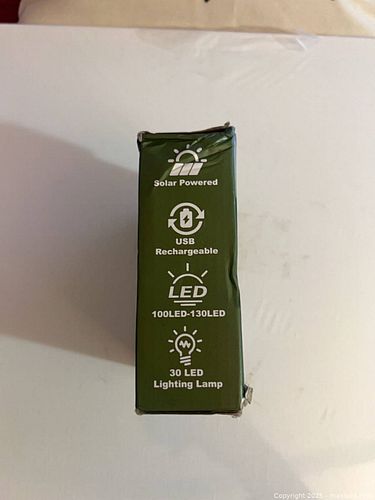 Solar Powered
USB
Rechargeable
LED
100LED-130LED
30 LED
Lighting Lamp